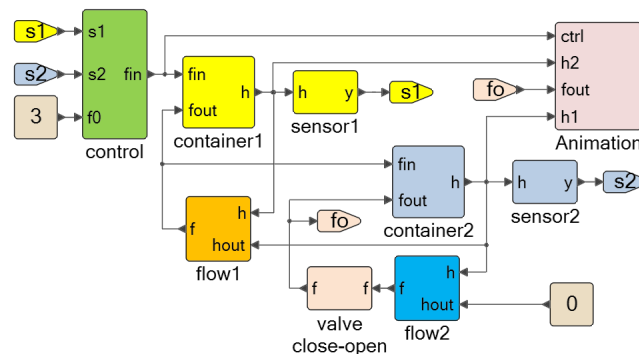 s1
s1
s2
s2
fin
3
f0
control
fin
fout
h
container1
h
y
sensor1
s1
ctrl
h2
fo
fout
h1
Animation
fin
fout
h
container2
h
y
sensor2
s2
h
f
hout
flow1
fo
f
f
valve
close-open
h
f
hout
flow2
0